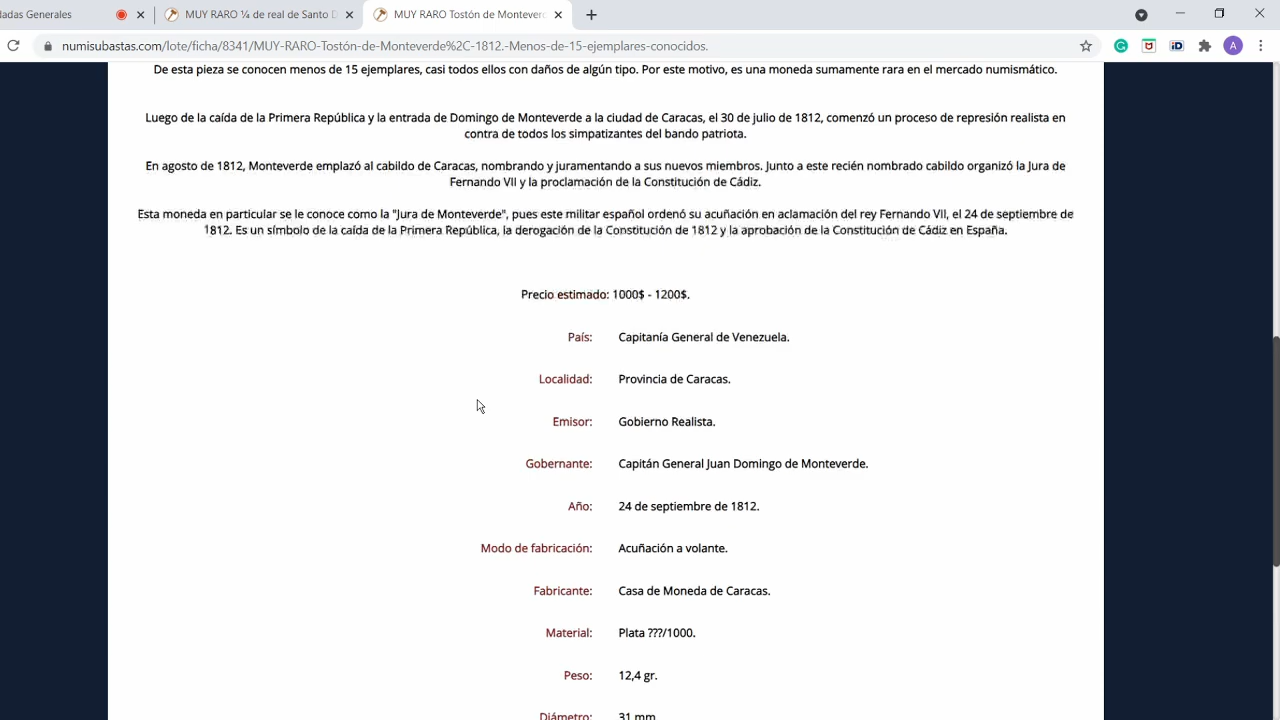 adas Generales
MUY RARO ¼ de real de Santo D
MUY RARO Tostón de Monteverd
numisubastas.com/lote/ficha/8341/MUY-RARO-Tostón-de-Monteverde%2C-1812.-Menos-de-15-ejemplares-conocidos.
A
De esta pieza se conocen menos de 15 ejemplares, casi todos ellos con daños de algún tipo. Por este motivo, es una moneda sumamente rara en el mercado numismático.
Luego de la caída de la Primera República y la entrada de Domingo de Monteverde a la ciudad de Caracas, el 30 de julio de 1812, comenzó un proceso de represión realista en
contra de todos los simpatizantes del bando patriota.
En agosto de 1812, Monteverde emplazó al cabildo de Caracas, nombrando y juramentando a sus nuevos miembros. Junto a este recién nombrado cabildo organizó la Jura de
Fernando VII y la proclamación de la Constitución de Cádiz.
Esta moneda en particular se le conoce como la "Jura de Monteverde", pues este militar español ordenó su acuñación en aclamación del rey Fernando VII, el 24 de septiembre de
1812. Es un símbolo de la caída de la Primera República, la derogación de la Constitución de 1812 y la aprobación de la Constitución de Cádiz en España.
Precio estimado: 1000$ - 1200$.
País: Capitanía General de Venezuela.
Localidad: Provincia de Caracas.
Emisor: Gobierno Realista.
Gobernante: Capitán General Juan Domingo de Monteverde.
Año: 24 de septiembre de 1812.
Modo de fabricación: Acuñación a volante.
Fabricante: Casa de Moneda de Caracas.
Material: Plata ???/1000.
Peso: 12,4 gr.
Diámetro: 31 mm